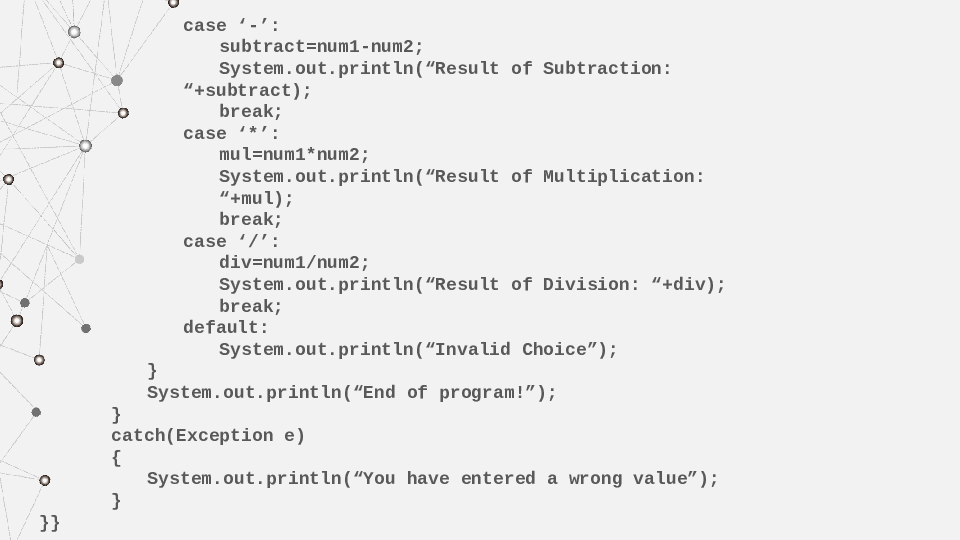 case ‘-’:
subtract=num1-num2;
System.out.println(“Result of Subtraction:
“+subtract);
break;
case ‘*’:
mul=num1*num2;
System.out.println(“Result of Multiplication:
“+mul);
break;
case ‘/’:
div=num1/num2;
System.out.println(“Result of Division: “+div);
break;
default:
System.out.println(“Invalid Choice”);
}
System.out.println(“End of program!”);
}
catch(Exception e)
{
System.out.println(“You have entered a wrong value”);
}
}}